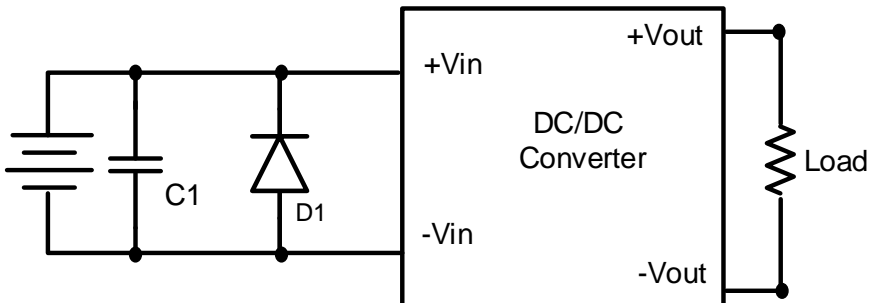 +Vout
+Vin
DC/DC
Converter
Load
C1
D1
-Vin
-Vout